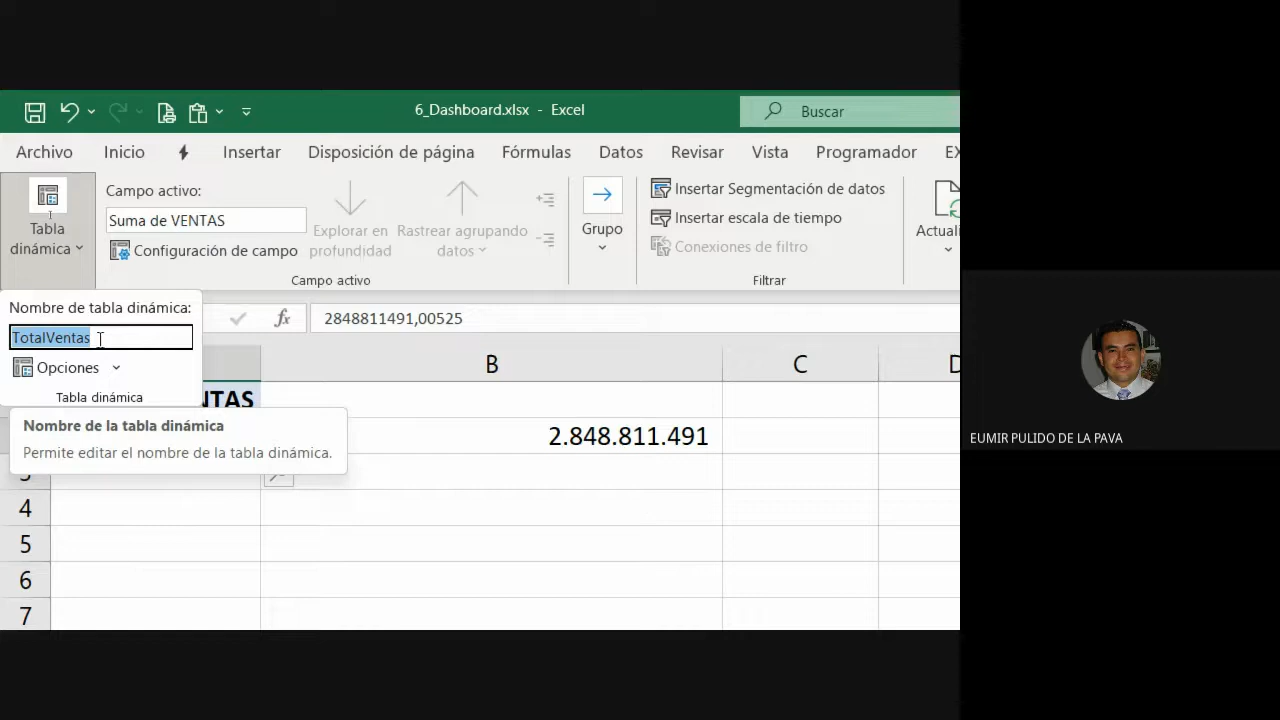 6_Dashboard.xlsx - Excel
Buscar
Archivo Inicio Insertar Disposición de página Fórmulas Datos Revisar Vista Programador EX
Tabla dinámica
Campo activo:
Suma de VENTAS
Configuración de campo
Explorar en profundidad
Rastrear agrupando datos
Campo activo
Grupo
Insertar Segmentación de datos
Insertar escala de tiempo
Conexiones de filtro
Filtrar
Actuali
Nombre de tabla dinámica:
TotalVentas
Opciones
Tabla dinámica
fx 2848811491,00525
B C D
NTAS
Nombre de la tabla dinámica
Permite editar el nombre de la tabla dinámica.
2.848.811.491
3
4
5
6
7
EUMIR PULIDO DE LA PAVA